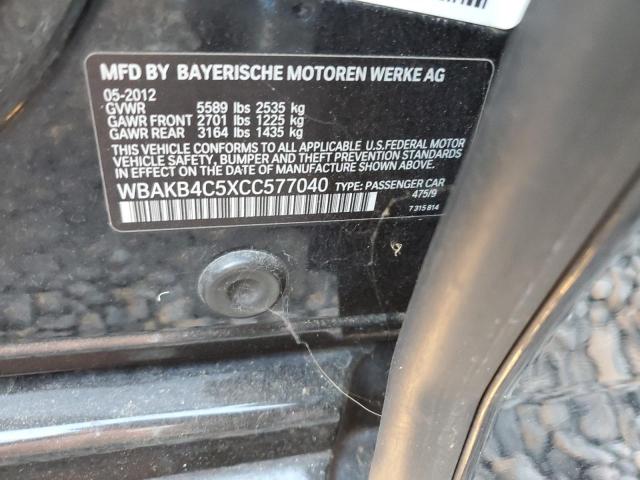 MFD BY BAYERISCHE MOTOREN WERKE AG
05-2012
GVWR 5589 lbs 2535 kg
GAWR FRONT 2701 lbs 1225 kg
GAWR REAR 3164 lbs 1435 kg
THIS VEHICLE CONFORMS TO ALL APPLICABLE U.S.FEDERAL MOTOR
VEHICLE SAFETY, BUMPER AND THEFT PREVENTION STANDARDS IN
EFFECT ON THE DATE OF MANUFACTURE SHOWN ABOVE.
WBAKB4C5XCC577040 TYPE: PASSENGER CAR
475/9
7 315 814